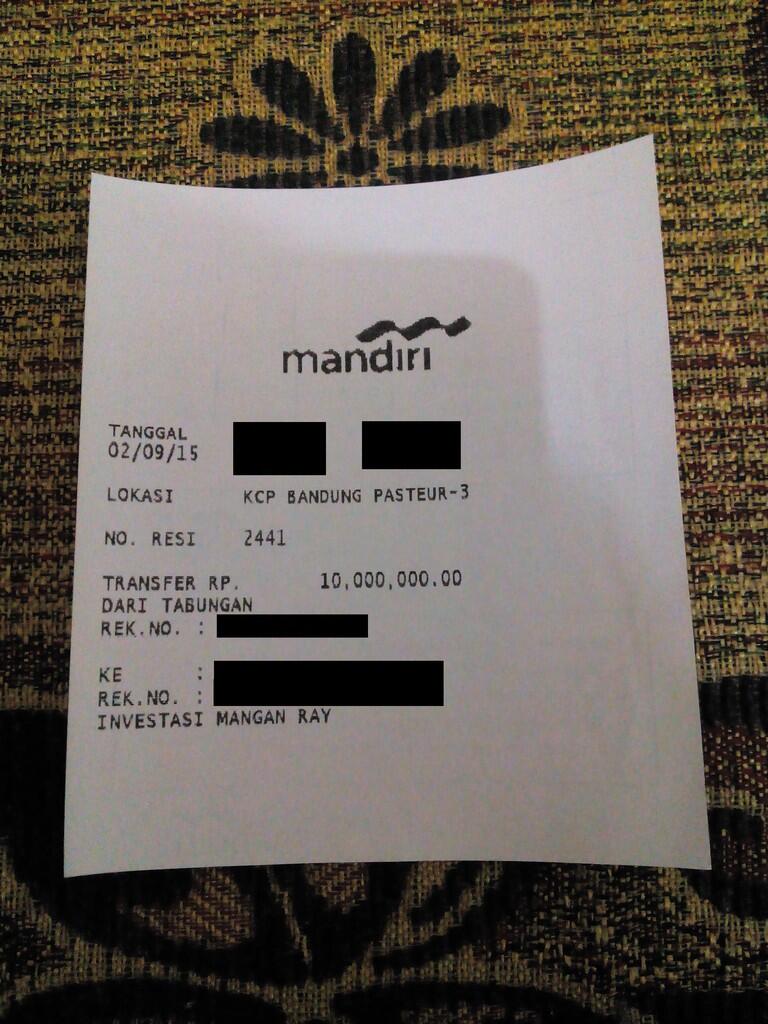 mandiri
TANGGAL
02/09/15
LOKASI KCP BANDUNG PASTEUR-3
NO. RESI 2441
TRANSFER RP. 10,000,000.00
DARI TABUNGAN
REK.NO. :
KE :
REK.NO. :
INVESTASI MANGAN RAY